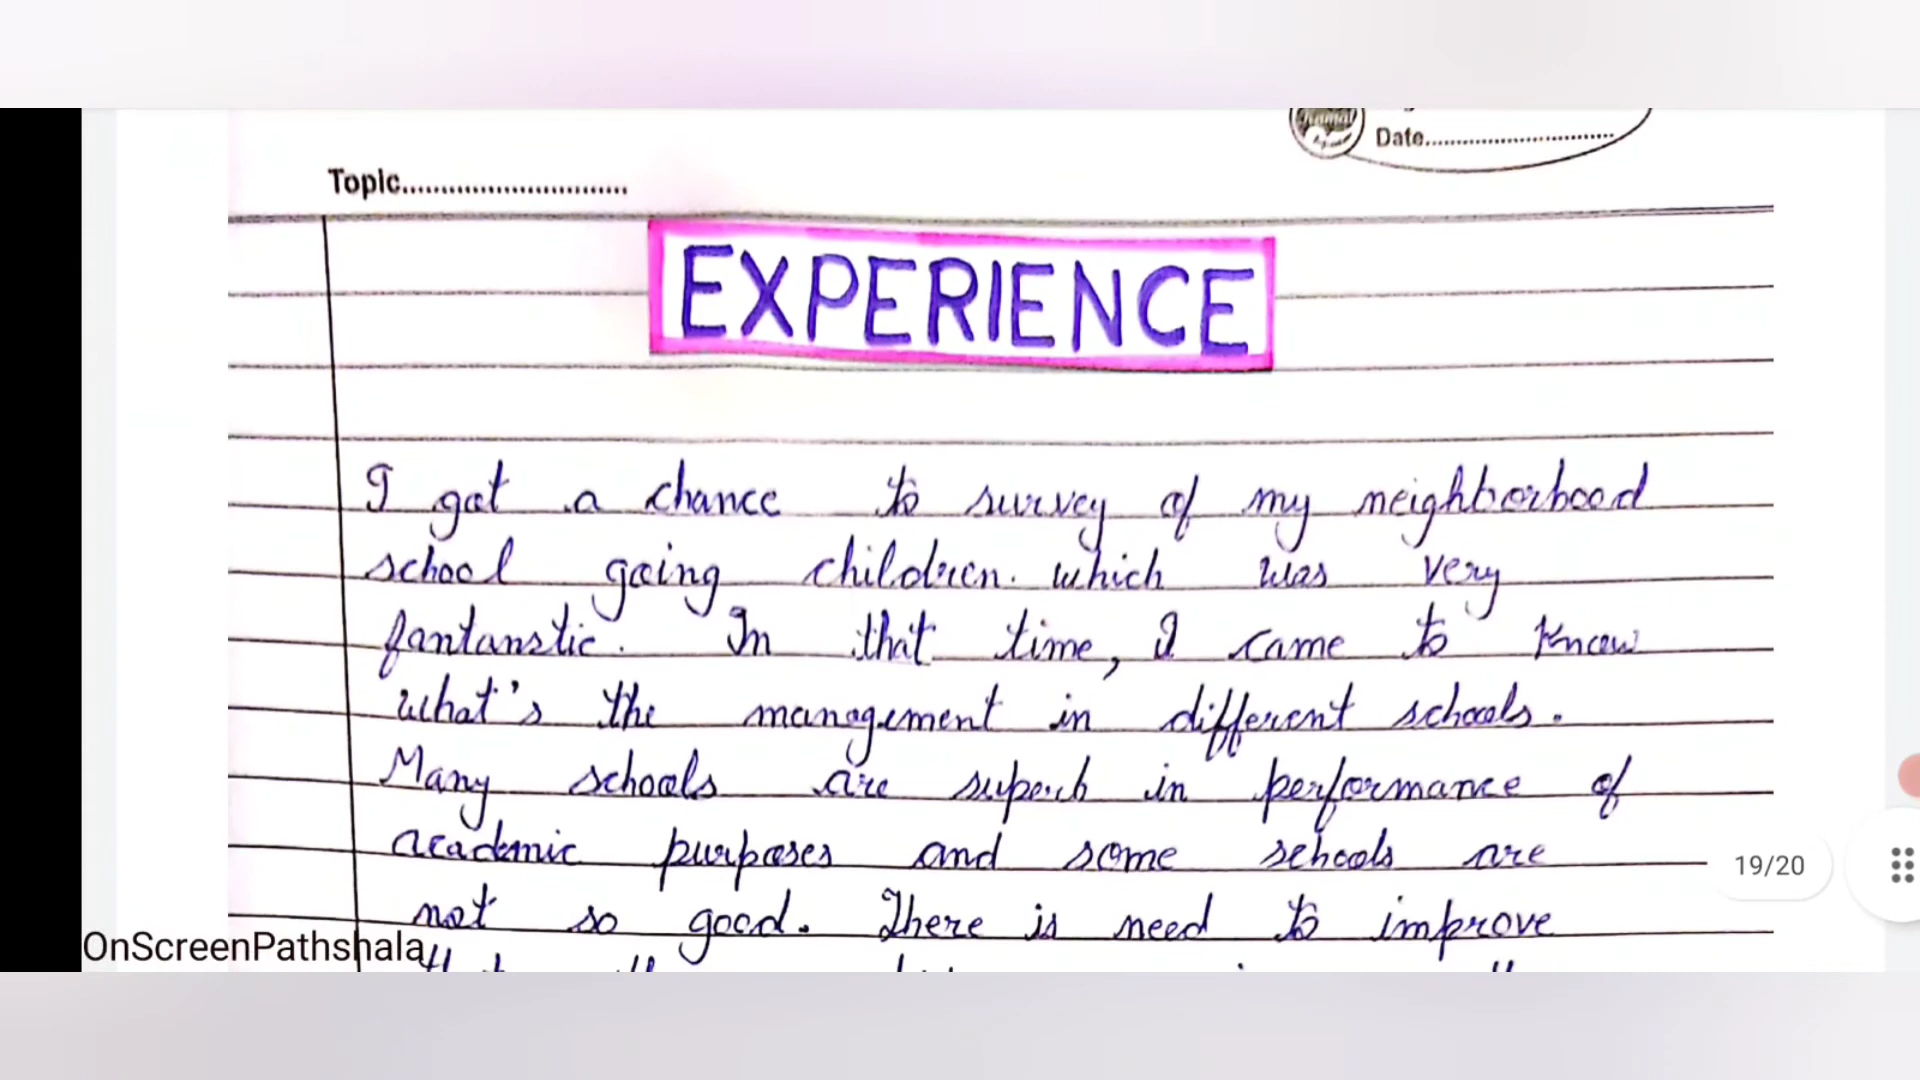 Date
Topic
EXPERIENCE
I got a chance to survey of my neighborhood
school going children. which was very
fantanstic. In that time, I came to know
what's the management in different schools.
Many schools are superb in performance of
academic purposes and some schools are
19/20
not so good. There is need to improve
OnScreenPathshala